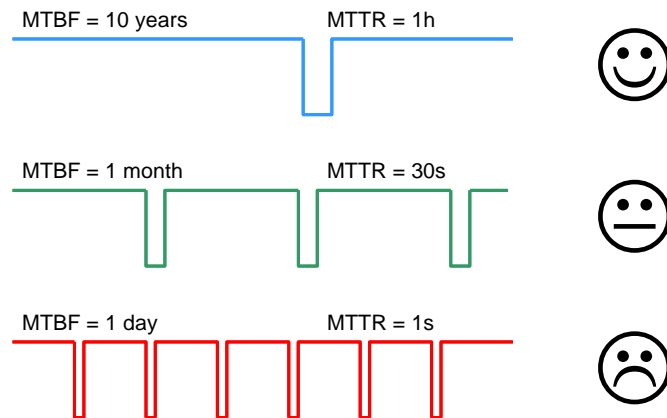 MTBF = 10 years MTTR = 1h
MTBF = 1 month MTTR = 30s
MTBF = 1 day MTTR = 1s